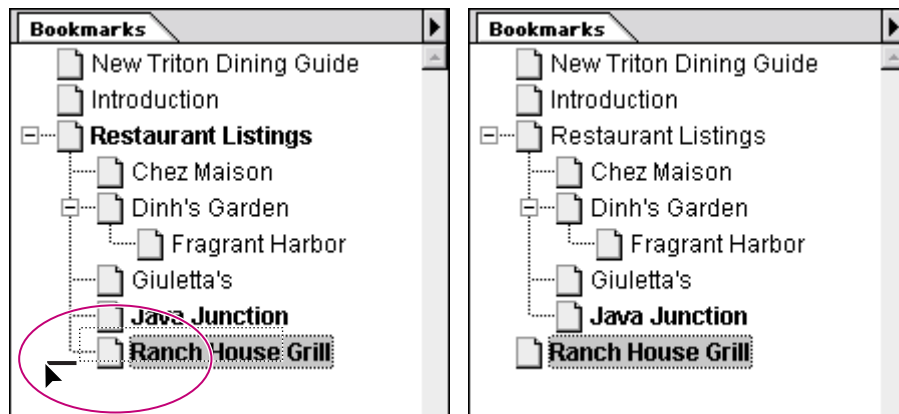 Bookmarks
New Triton Dining Guide
Introduction
Restaurant Listings
Chez Maison
Dinh's Garden
Fragrant Harbor
Giuletta's
Java Junction
Ranch House Grill
Bookmarks
New Triton Dining Guide
Introduction
Restaurant Listings
Chez Maison
Dinh's Garden
Fragrant Harbor
Giuletta's
Java Junction
Ranch House Grill